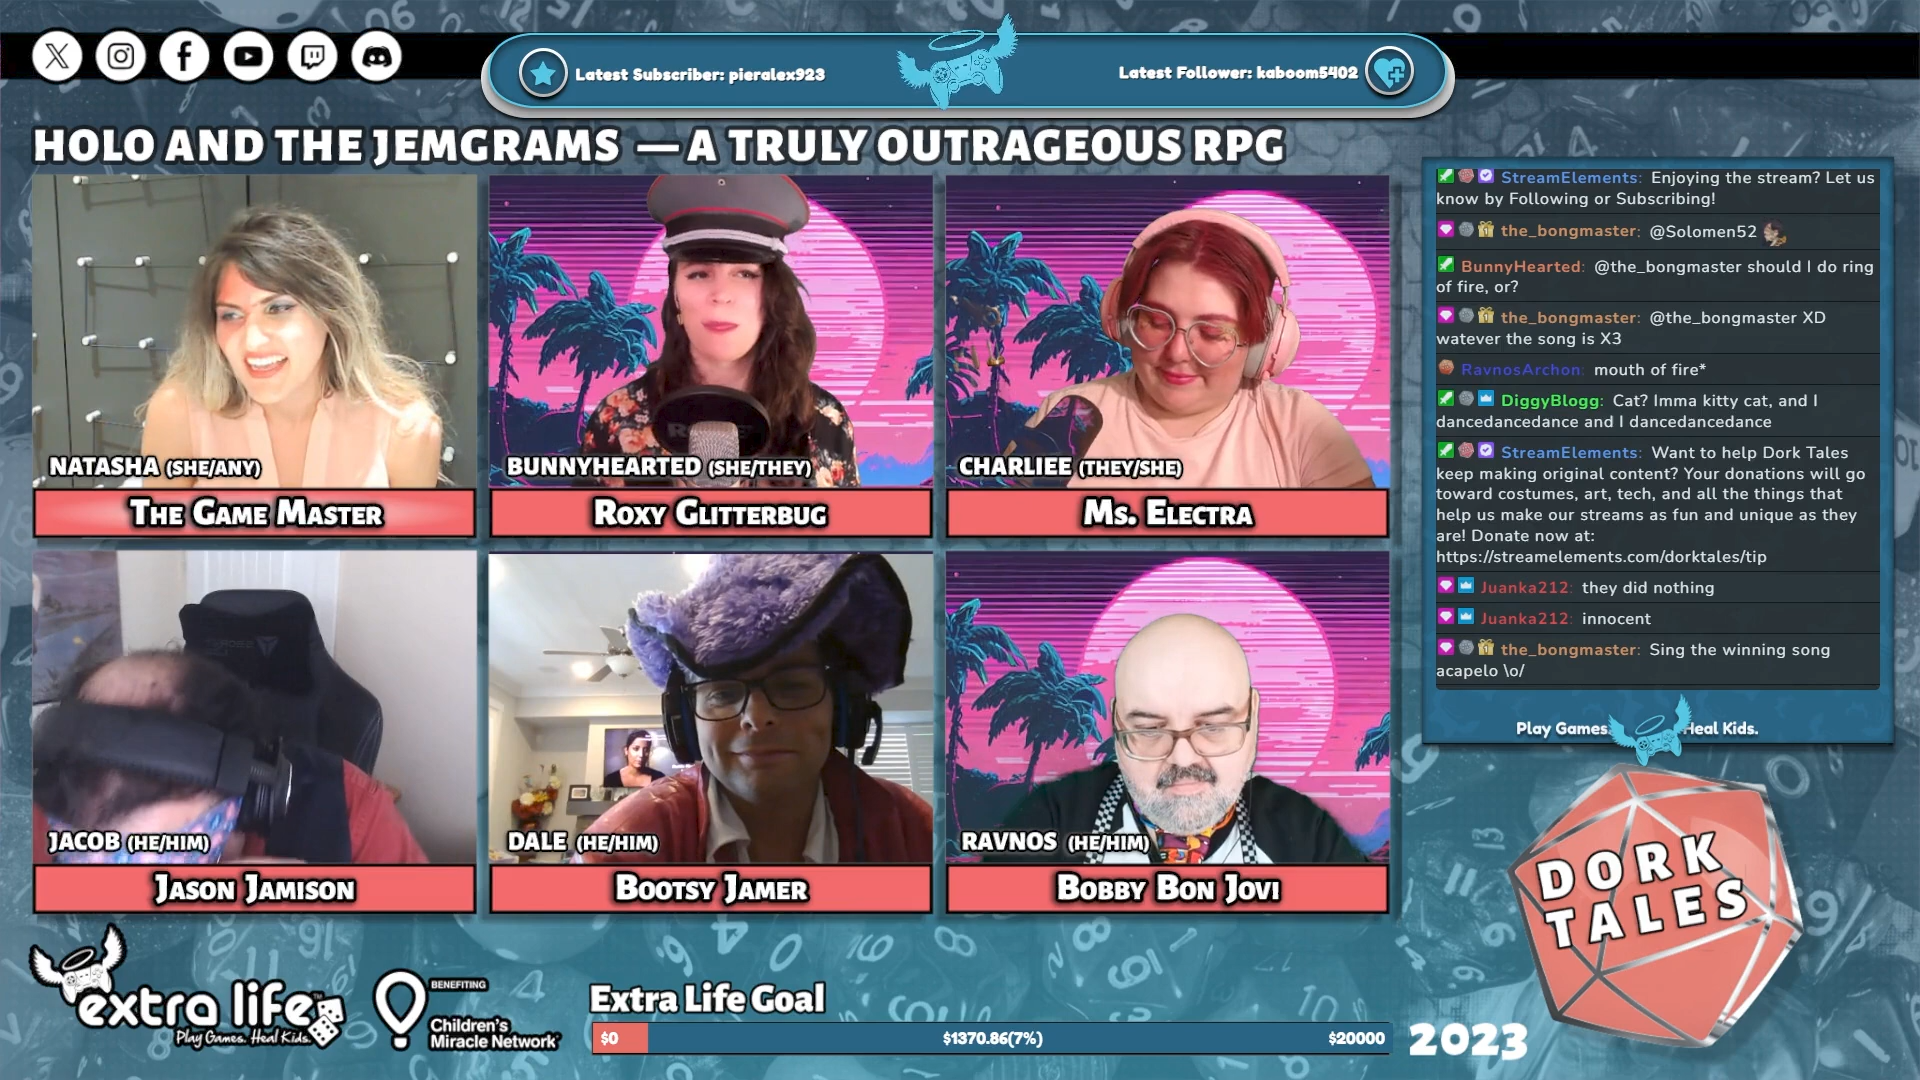 Latest Subscriber: pieralex923
Latest Follower: kaboom5402
HOLO AND THE JEMGRAMS — A TRULY OUTRAGEOUS RPG
NATASHA (SHE/ANY)
THE GAME MASTER
BUNNYHEARTED (SHE/THEY)
ROXY GLITTERBUG
CHARLIEE (THEY/SHE)
MS. ELECTRA
JACOB (HE/HIM)
JASON JAMISON
DALE (HE/HIM)
BOOTSY JAMER
RAVNOS (HE/HIM)
BOBBY BON JOVI
StreamElements: Enjoying the stream? Let us
know by Following or Subscribing!
the_bongmaster: @Solomen52
BunnyHearted: @the_bongmaster should I do ring
of fire, or?
the_bongmaster: @the_bongmaster XD
watever the song is X3
RavnosArchon: mouth of fire*
DiggyBlogg: Cat? Imma kitty cat, and I
dancedancedance and I dancedancedance
StreamElements: Want to help Dork Tales
keep making original content? Your donations will go
toward costumes, art, tech, and all the things that
help us make our streams as fun and unique as they
are! Donate now at:
https://streamelements.com/dorktales/tip
Juanka212: they did nothing
Juanka212: innocent
the_bongmaster: Sing the winning song
acapelo \o/
Play Games. Heal Kids.
DORK
TALES
extra life
Play Games. Heal Kids.
BENEFITING
Children's
Miracle Network
Extra Life Goal
$0
$1370.86(7%)
$20000
2023